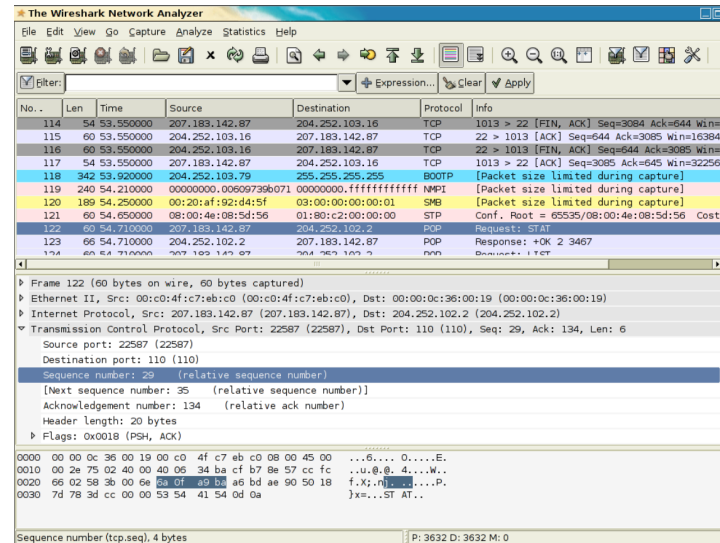 The Wireshark Network Analyzer
File Edit View Go Capture Analyze Statistics Help
Filter: Expression... Clear Apply
No. . Len Time Source Destination Protocol Info
114 54 53.550000 207.183.142.87 204.252.103.16 TCP 1013 > 22 [FIN, ACK] Seq=3084 Ack=644 Win=
115 60 53.550000 204.252.103.16 207.183.142.87 TCP 22 > 1013 [ACK] Seq=644 Ack=3085 Win=16384
116 60 53.550000 204.252.103.16 207.183.142.87 TCP 22 > 1013 [FIN, ACK] Seq=644 Ack=3085 Win=
117 54 53.550000 207.183.142.87 204.252.103.16 TCP 1013 > 22 [ACK] Seq=3085 Ack=645 Win=32256
118 342 53.920000 204.252.103.79 255.255.255.255 BOOTP [Packet size limited during capture]
119 240 54.210000 00000000.00609739b071 00000000.ffffffffffff NMPI [Packet size limited during capture]
120 189 54.250000 00:20:af:92:d4:5f 03:00:00:00:00:01 SMB [Packet size limited during capture]
121 60 54.650000 08:00:4e:08:5d:56 01:80:c2:00:00:00 STP Conf. Root = 65535/08:00:4e:08:5d:56 Cost
122 60 54.710000 207.183.142.87 204.252.102.2 POP Request: STAT
123 66 54.710000 204.252.102.2 207.183.142.87 POP Response: +OK 2 3467
124 60 54.710000 207.183.142.87 204.252.102.2 POP Request: LIST
Frame 122 (60 bytes on wire, 60 bytes captured)
Ethernet II, Src: 00:c0:4f:c7:eb:c0 (00:c0:4f:c7:eb:c0), Dst: 00:00:0c:36:00:19 (00:00:0c:36:00:19)
Internet Protocol, Src: 207.183.142.87 (207.183.142.87), Dst: 204.252.102.2 (204.252.102.2)
Transmission Control Protocol, Src Port: 22587 (22587), Dst Port: 110 (110), Seq: 29, Ack: 134, Len: 6
Source port: 22587 (22587)
Destination port: 110 (110)
Sequence number: 29 (relative sequence number)
[Next sequence number: 35 (relative sequence number)]
Acknowledgement number: 134 (relative ack number)
Header length: 20 bytes
Flags: 0x0018 (PSH, ACK)
0000 00 00 0c 36 00 19 00 c0 4f c7 eb c0 08 00 45 00 ...6.... O.....E.
0010 00 2e 75 02 40 00 40 06 34 ba cf b7 8e 57 cc fc ..u.@.@. 4....W..
0020 66 02 58 3b 00 6e 6a 0f a9 ba a6 bd ae 90 50 18 f.X;.nj. ......P.
0030 7d 78 3d cc 00 00 53 54 41 54 0d 0a }x=...ST AT..
Sequence number (tcp.seq), 4 bytes P: 3632 D: 3632 M: 0